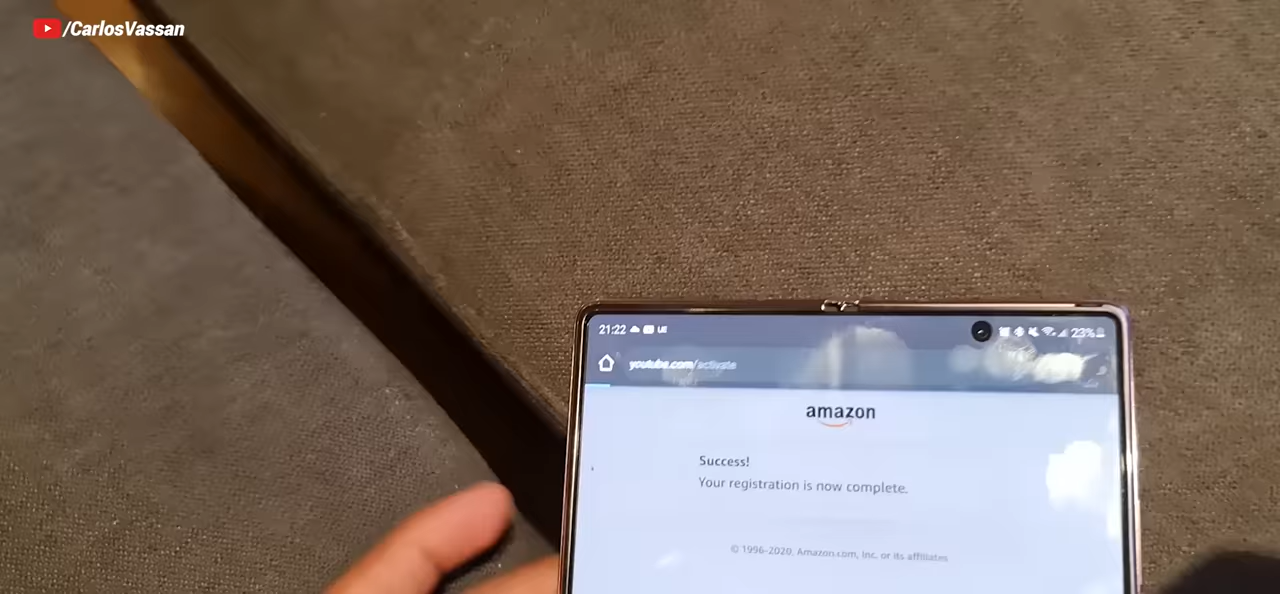 /CarlosVassan
21:22
23%
youtube.com/activate
amazon
Success!
Your registration is now complete.
© 1996-2020, Amazon.com, Inc. or its affiliates